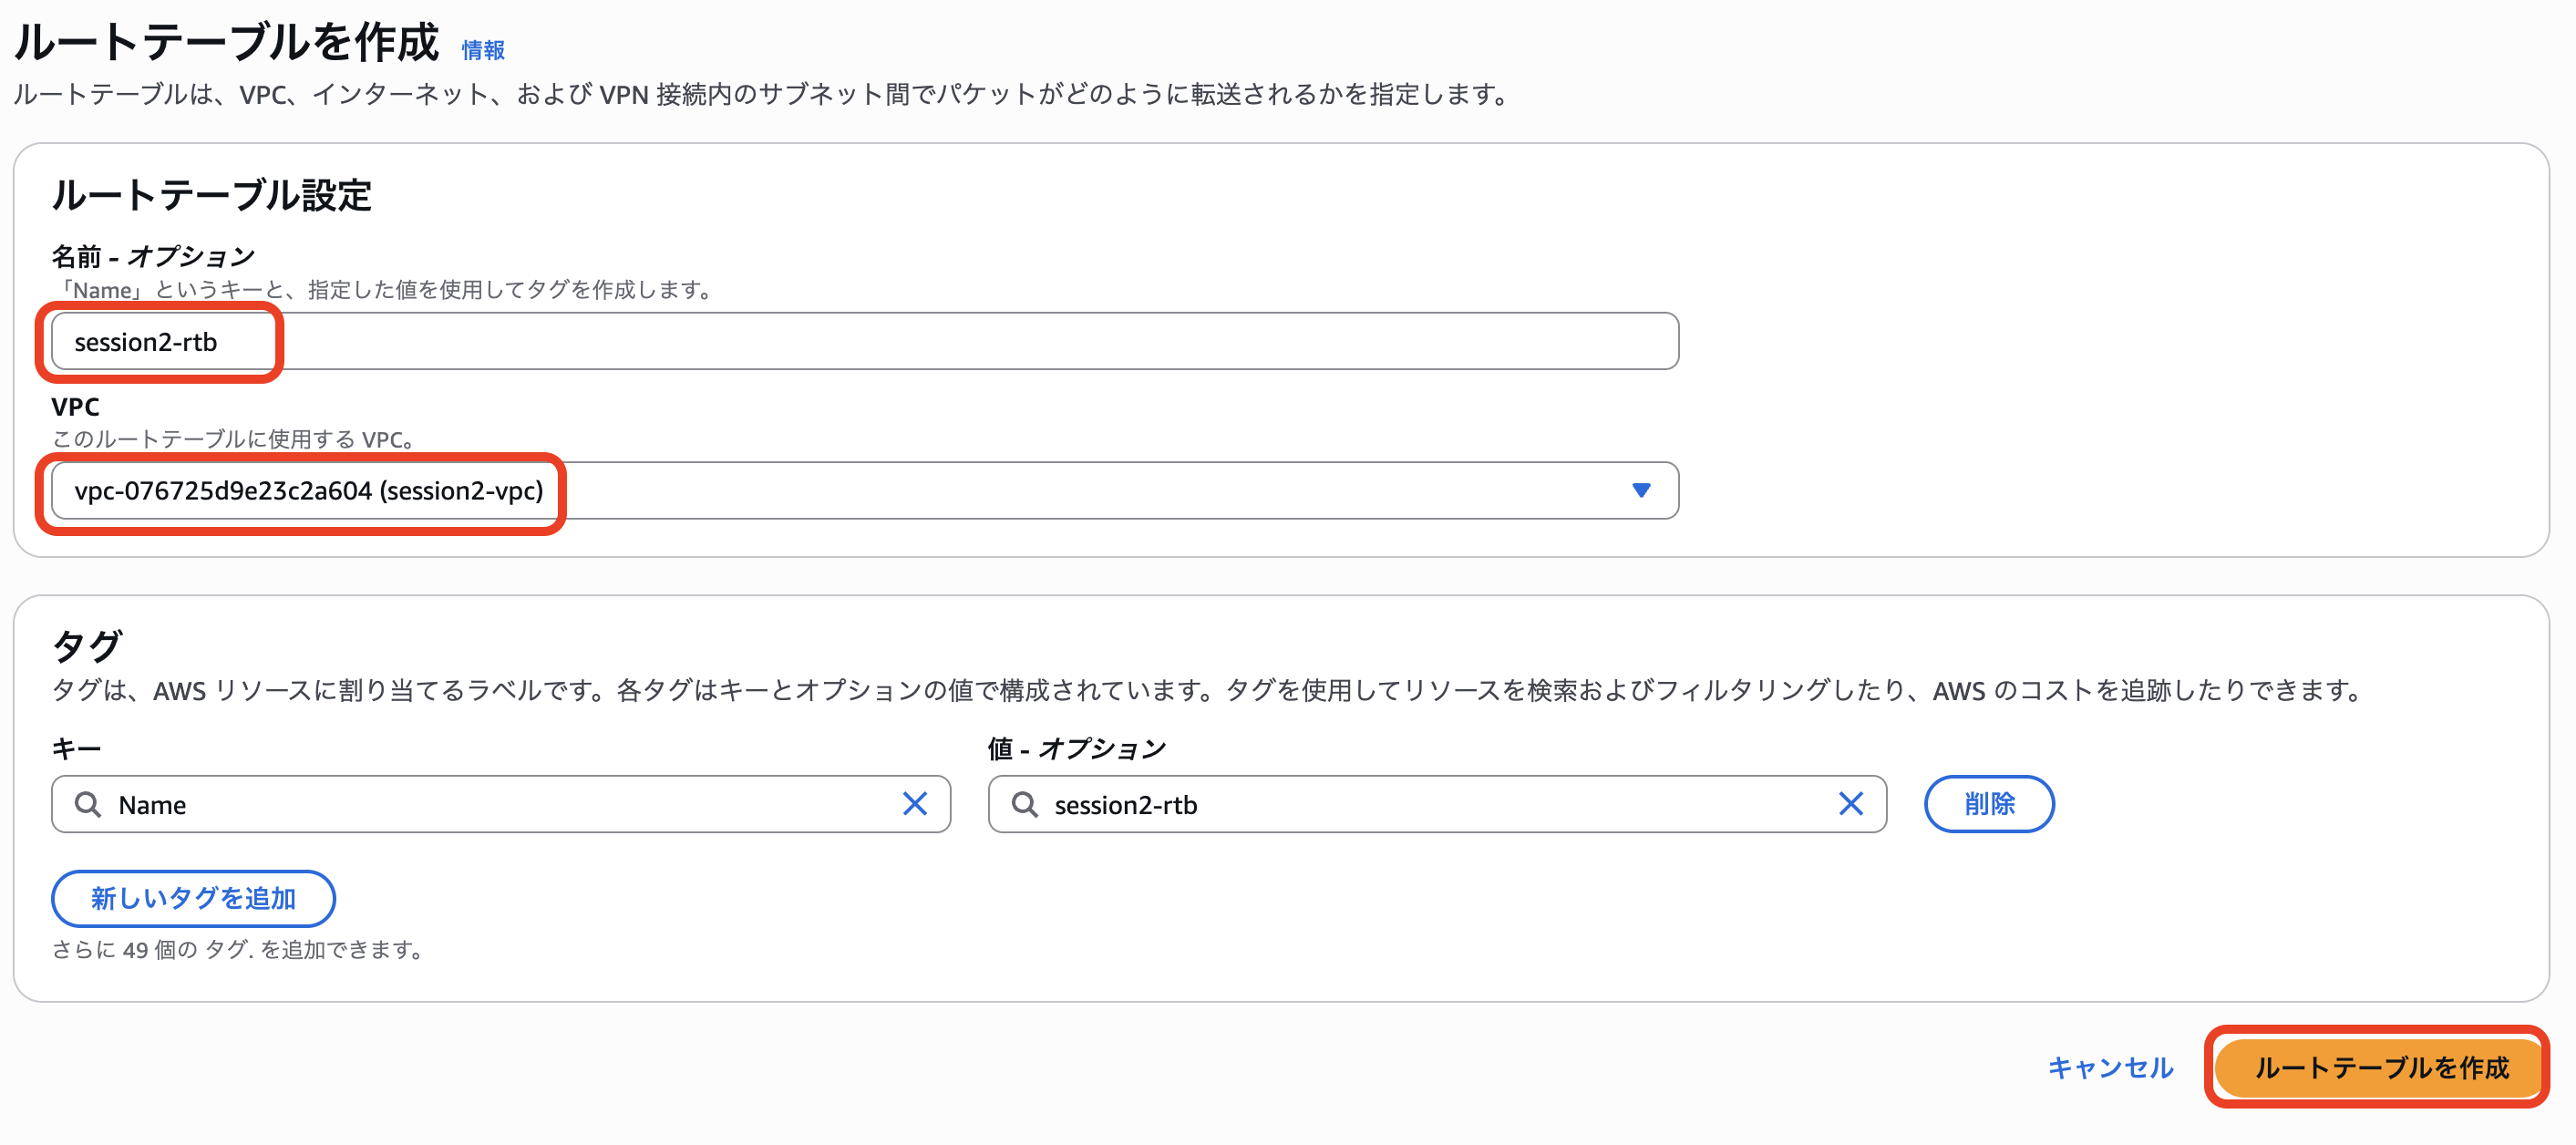 ルートテーブルを作成 情報
ルートテーブルは、VPC、インターネット、および VPN 接続内のサブネット間でパケットがどのように転送されるかを指定します。
ルートテーブル設定
名前 - オプション
「Name」というキーと、指定した値を使用してタグを作成します。
session2-rtb
VPC
このルートテーブルに使用する VPC。
vpc-076725d9e23c2a604 (session2-vpc)
タグ
タグは、AWS リソースに割り当てるラベルです。各タグはキーとオプションの値で構成されています。タグを使用してリソースを検索およびフィルタリングしたり、AWS のコストを追跡したりできます。
キー 値 - オプション
Name session2-rtb 削除
新しいタグを追加
さらに 49 個の タグ. を追加できます。
キャンセル ルートテーブルを作成